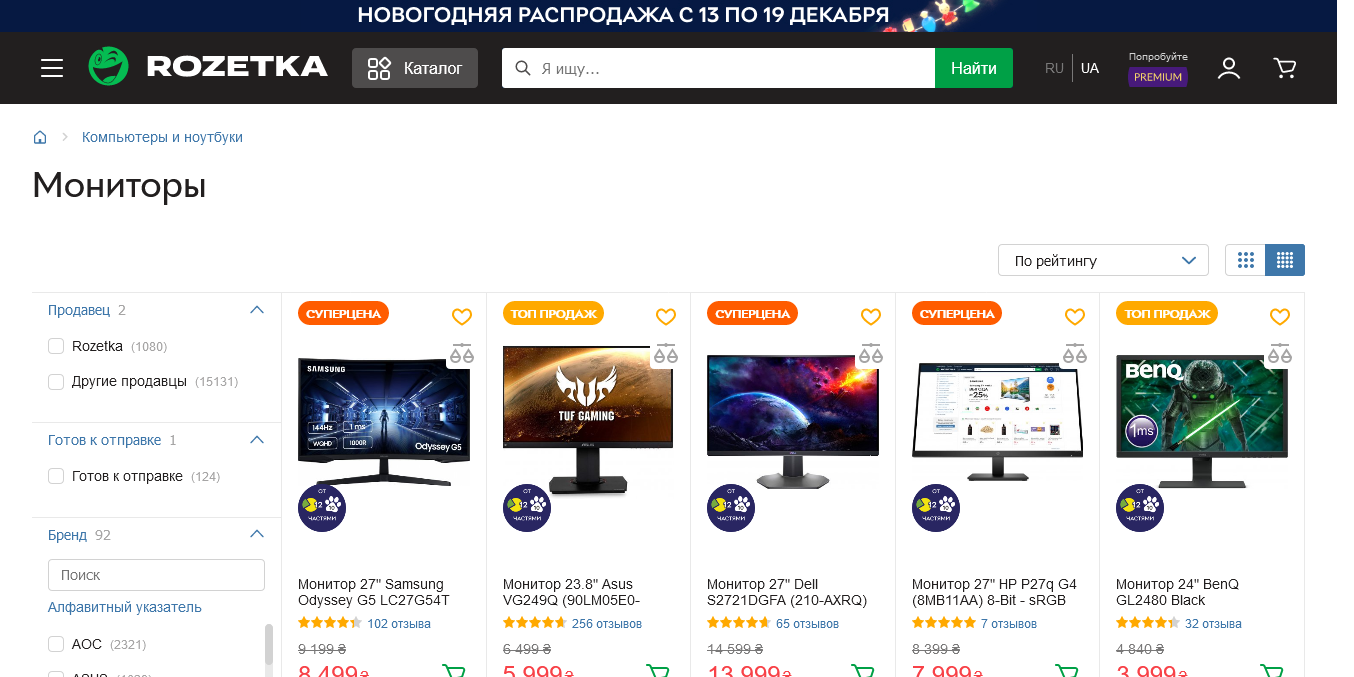 НОВОГОДНЯЯ РАСПРОДАЖА С 13 ПО 19 ДЕКАБРЯ
ROZETKA
Каталог
Я ищу...
Найти
RU
UA
Попробуйте
PREMIUM
Компьютеры и ноутбуки
Мониторы
По рейтингу
Продавец 2
Rozetka (1080)
Другие продавцы (15131)
Готов к отправке 1
Готов к отправке (124)
Бренд 92
Поиск
Алфавитный указатель
AOC (2321)
СУПЕРЦЕНА
SAMSUNG
144Hz
1 ms
WQHD
1000R
Odyssey G5
ОТ
12
ЧАСТЯМИ
Монитор 27" Samsung
Odyssey G5 LC27G54T
102 отзыва
9 199 ₴
8 499₴
ТОП ПРОДАЖ
TUF GAMING
ОТ
12
ЧАСТЯМИ
Монитор 23.8" Asus
VG249Q (90LM05E0-
256 отзывов
6 499 ₴
5 999₴
СУПЕРЦЕНА
ОТ
12
ЧАСТЯМИ
Монитор 27" Dell
S2721DGFA (210-AXRQ)
65 отзывов
14 599 ₴
13 999₴
СУПЕРЦЕНА
25%
ОТ
12
ЧАСТЯМИ
Монитор 27" HP P27q G4
(8MB11AA) 8-Bit - sRGB
7 отзывов
8 399 ₴
7 999₴
ТОП ПРОДАЖ
BenQ
1ms
ОТ
12
ЧАСТЯМИ
Монитор 24" BenQ
GL2480 Black
32 отзыва
4 840 ₴
3 999₴